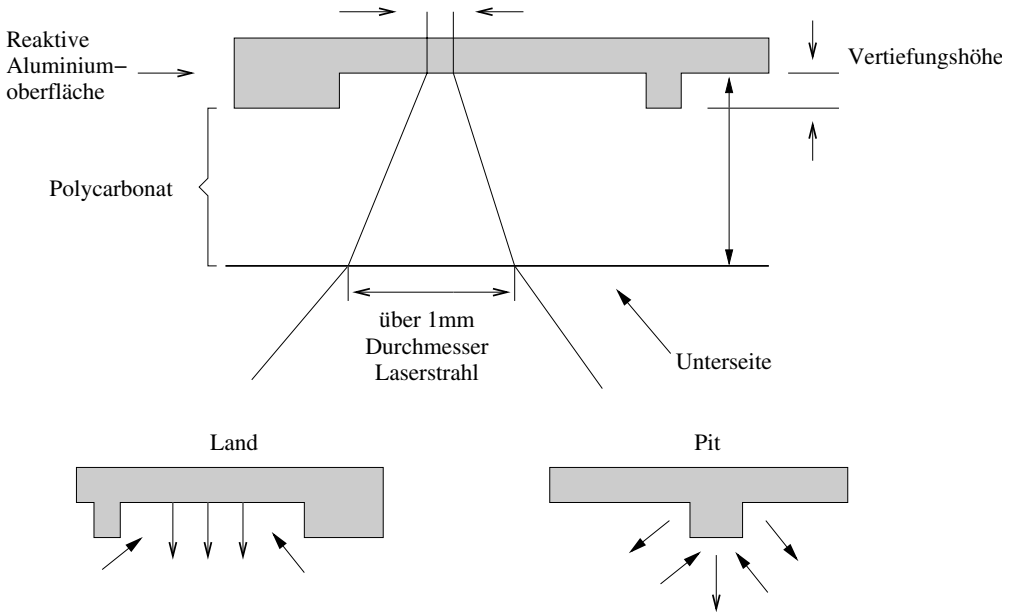 Reaktive
Aluminium−
oberfläche
Vertiefungshöhe
Polycarbonat
über 1mm
Durchmesser
Laserstrahl
Unterseite
Land
Pit